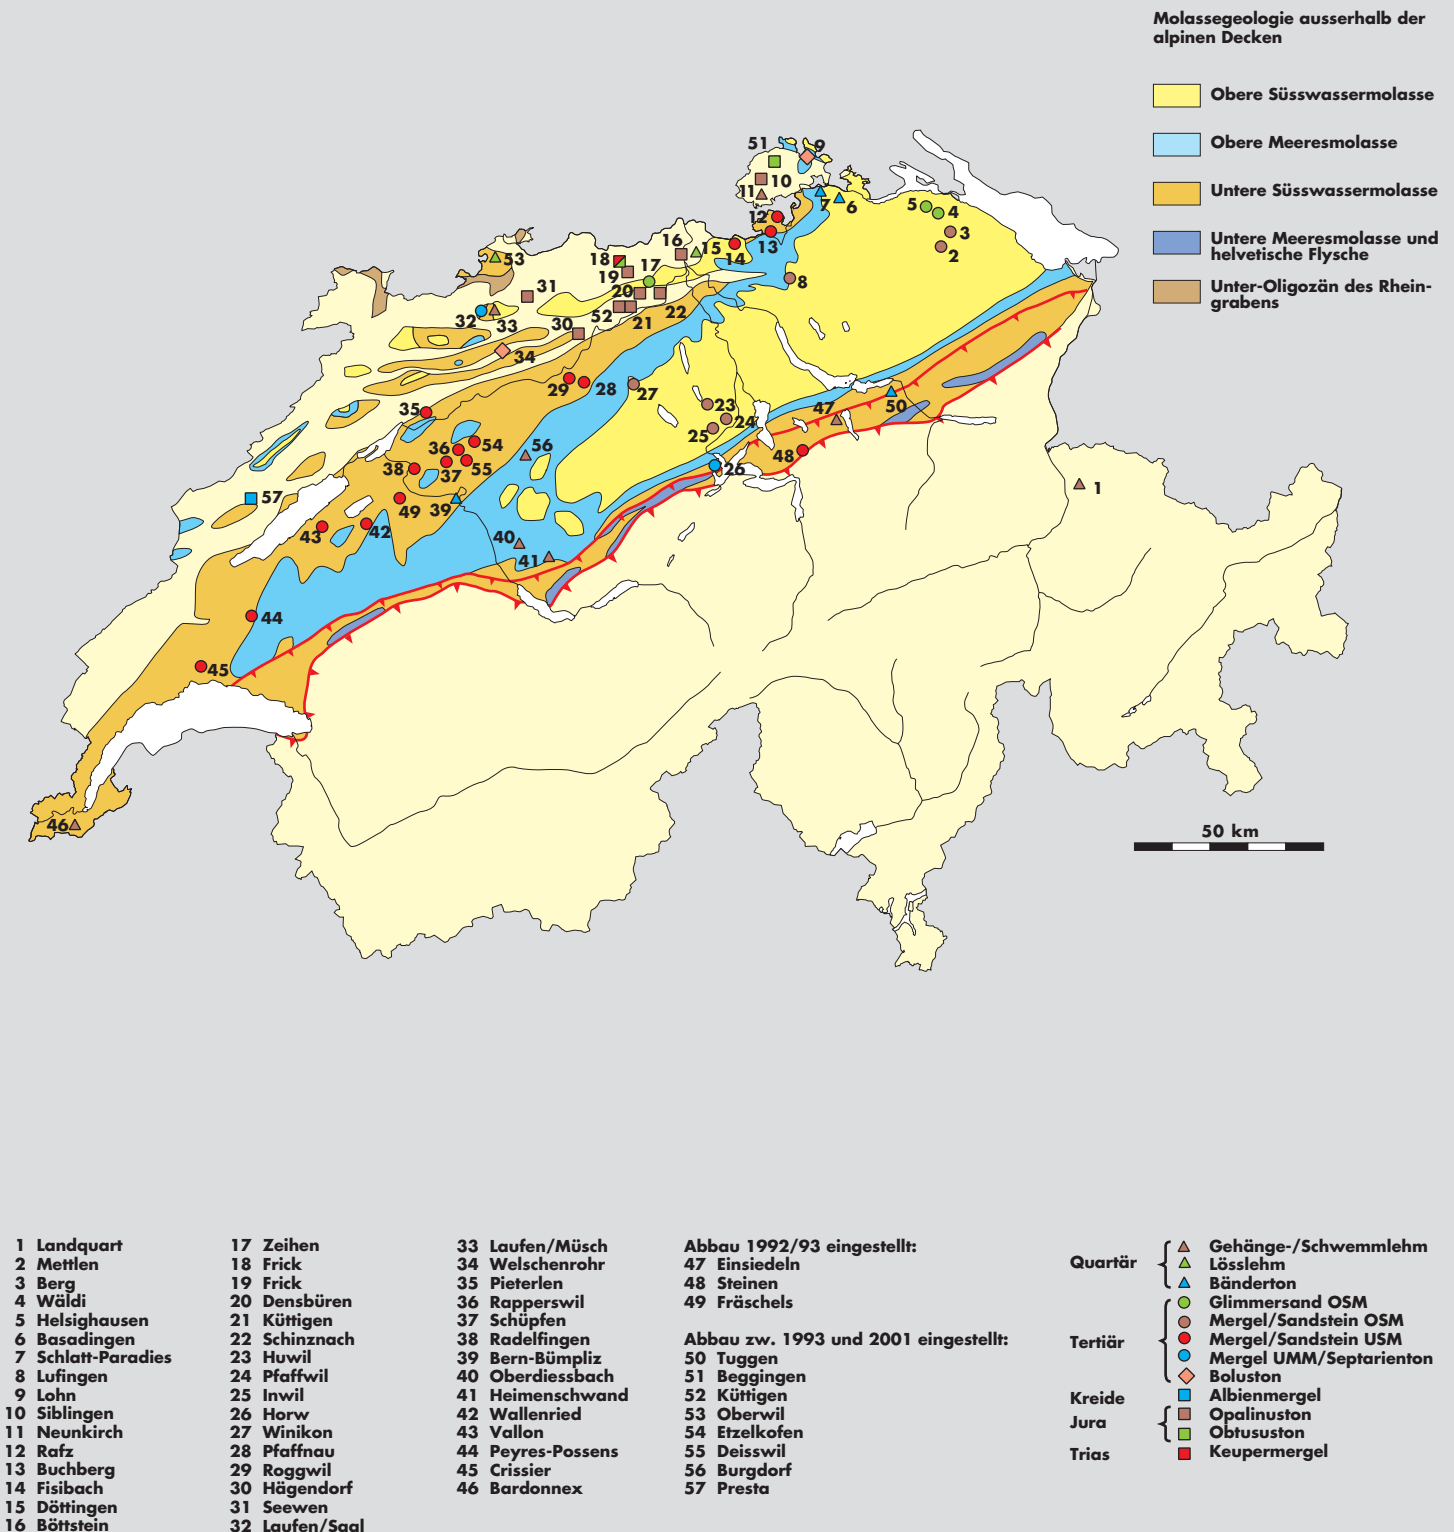 Molassegeologie ausserhalb der
alpinen Decken
Obere Süsswassermolasse
Obere Meeresmolasse
Untere Süsswassermolasse
Untere Meeresmolasse und
helvetische Flysche
Unter-Oligozän des Rhein-
grabens
51
9
10
11
12
13
7
6
5
4
3
2
8
16
15
14
18
17
19
20
53
31
52
21
22
32
33
30
34
29
28
27
35
23
24
25
47
50
48
26
36
54
38
37
55
56
57
49
39
43
42
40
41
1
44
45
46
50 km
1 Landquart
2 Mettlen
3 Berg
4 Wäldi
5 Helsighausen
6 Basadingen
7 Schlatt-Paradies
8 Lufingen
9 Lohn
10 Siblingen
11 Neunkirch
12 Rafz
13 Buchberg
14 Fisibach
15 Döttingen
16 Böttstein
17 Zeihen
18 Frick
19 Frick
20 Densbüren
21 Küttigen
22 Schinznach
23 Huwil
24 Pfaffwil
25 Inwil
26 Horw
27 Winikon
28 Pfaffnau
29 Roggwil
30 Hägendorf
31 Seewen
32 Laufen/Saal
33 Laufen/Müsch
34 Welschenrohr
35 Pieterlen
36 Rapperswil
37 Schüpfen
38 Radelfingen
39 Bern-Bümpliz
40 Oberdiessbach
41 Heimenschwand
42 Wallenried
43 Vallon
44 Peyres-Possens
45 Crissier
46 Bardonnex
Abbau 1992/93 eingestellt:
47 Einsiedeln
48 Steinen
49 Fräschels
Abbau zw. 1993 und 2001 eingestellt:
50 Tuggen
51 Beggingen
52 Küttigen
53 Oberwil
54 Etzelkofen
55 Deisswil
56 Burgdorf
57 Presta
Quartär
Gehänge-/Schwemmlehm
Lösslehm
Bänderton
Tertiär
Glimmersand OSM
Mergel/Sandstein OSM
Mergel/Sandstein USM
Mergel UMM/Septarienton
Boluston
Kreide
Albienmergel
Jura
Opalinuston
Obtususton
Trias
Keupermergel